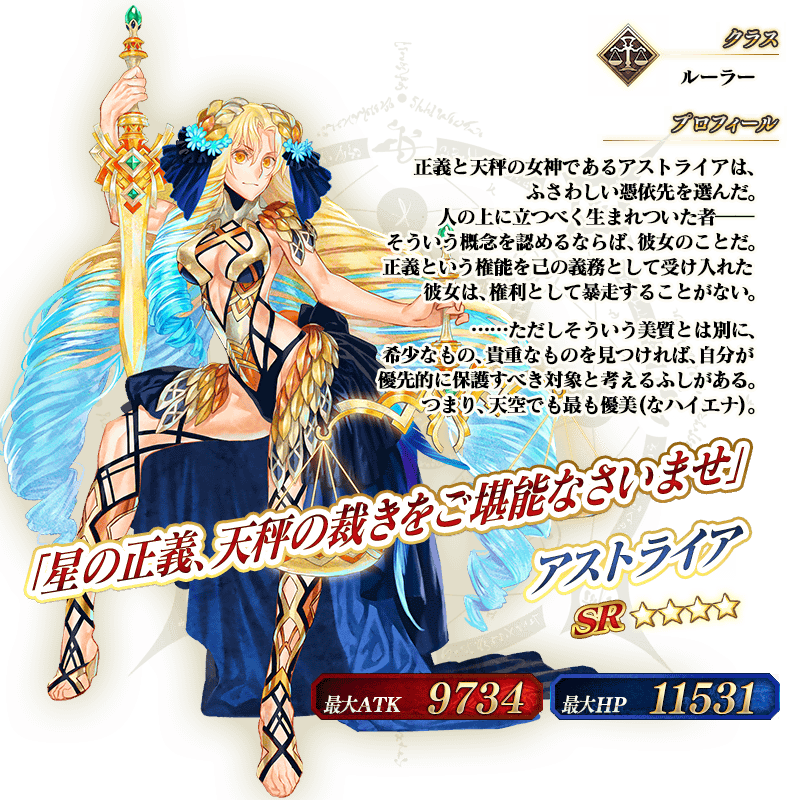 クラス
ルーラー
プロフィール
正義と天秤の女神であるアストライアは、
ふさわしい憑依先を選んだ。
人の上に立つべく生まれついた者――
そういう概念を認めるならば、彼女のことだ。
正義という権能を己の義務として受け入れた
彼女は、権利として暴走することがない。
……ただしそういう美質とは別に、
希少なもの、貴重なものを見つければ、自分が
優先的に保護すべき対象と考えるふしがある。
つまり、天空でも最も優美(なハイエナ)。
「星の正義、天秤の裁きをご堪能なさいませ」
アストライア
SR
最大ATK 9734
最大HP 11531